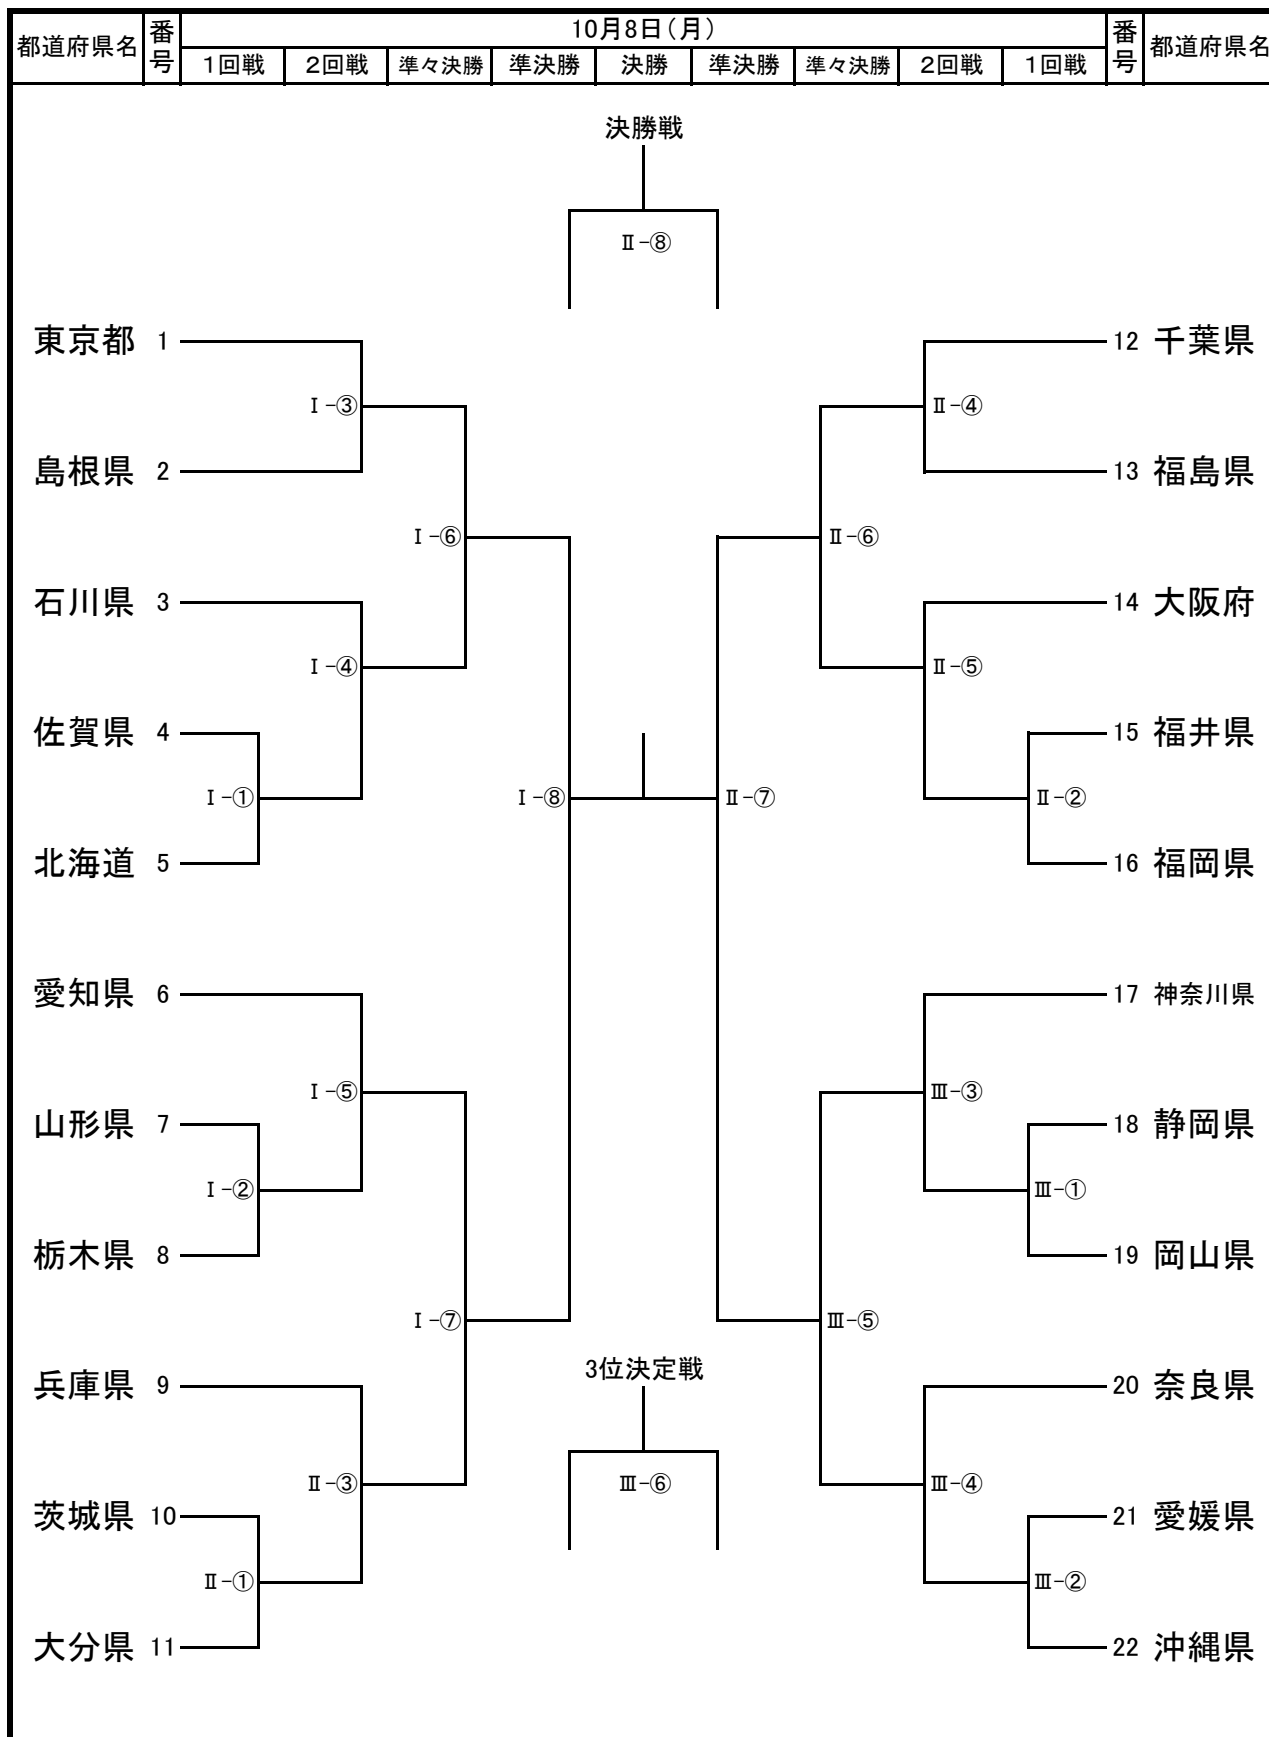 都道府県名 番号 10月8日（月） 番号 都道府県名
1回戦 2回戦 準々決勝 準決勝 決勝 準決勝 準々決勝 2回戦 1回戦
決勝戦
Ⅱ-⑧
東京都 1 12 千葉県
Ⅰ-③ Ⅱ-④
島根県 2 13 福島県
Ⅰ-⑥ Ⅱ-⑥
石川県 3 14 大阪府
Ⅰ-④ Ⅱ-⑤
佐賀県 4 15 福井県
Ⅰ-① Ⅰ-⑧ Ⅱ-⑦ Ⅱ-②
北海道 5 16 福岡県
愛知県 6 17 神奈川県
Ⅰ-⑤ Ⅲ-③
山形県 7 18 静岡県
Ⅰ-② Ⅲ-①
栃木県 8 19 岡山県
Ⅰ-⑦ Ⅲ-⑤
3位決定戦
兵庫県 9 20 奈良県
Ⅱ-③ Ⅲ-⑥ Ⅲ-④
茨城県 10 21 愛媛県
Ⅱ-① Ⅲ-②
大分県 11 22 沖縄県